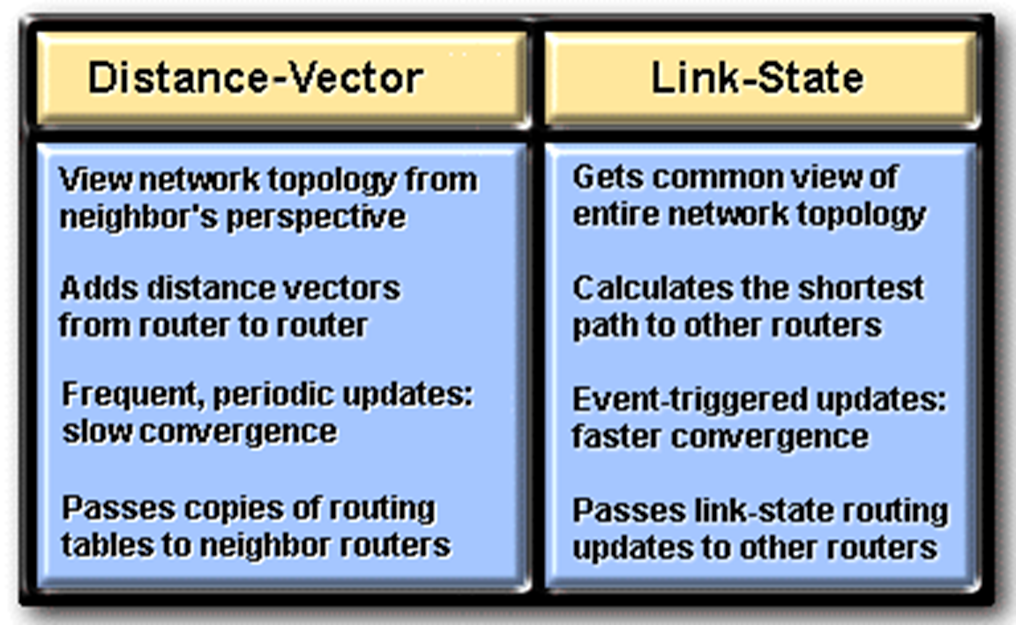 Distance-Vector
Link-State
View network topology from
neighbor's perspective
Adds distance vectors
from router to router
Frequent, periodic updates:
slow convergence
Passes copies of routing
tables to neighbor routers
Gets common view of
entire network topology
Calculates the shortest
path to other routers
Event-triggered updates:
faster convergence
Passes link-state routing
updates to other routers